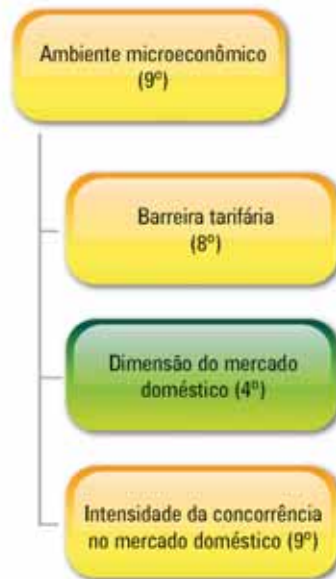 Ambiente microeconômico
(9º)
Barreira tarifária
(8º)
Dimensão do mercado
doméstico (4º)
Intensidade da concorrência
no mercado doméstico (9º)